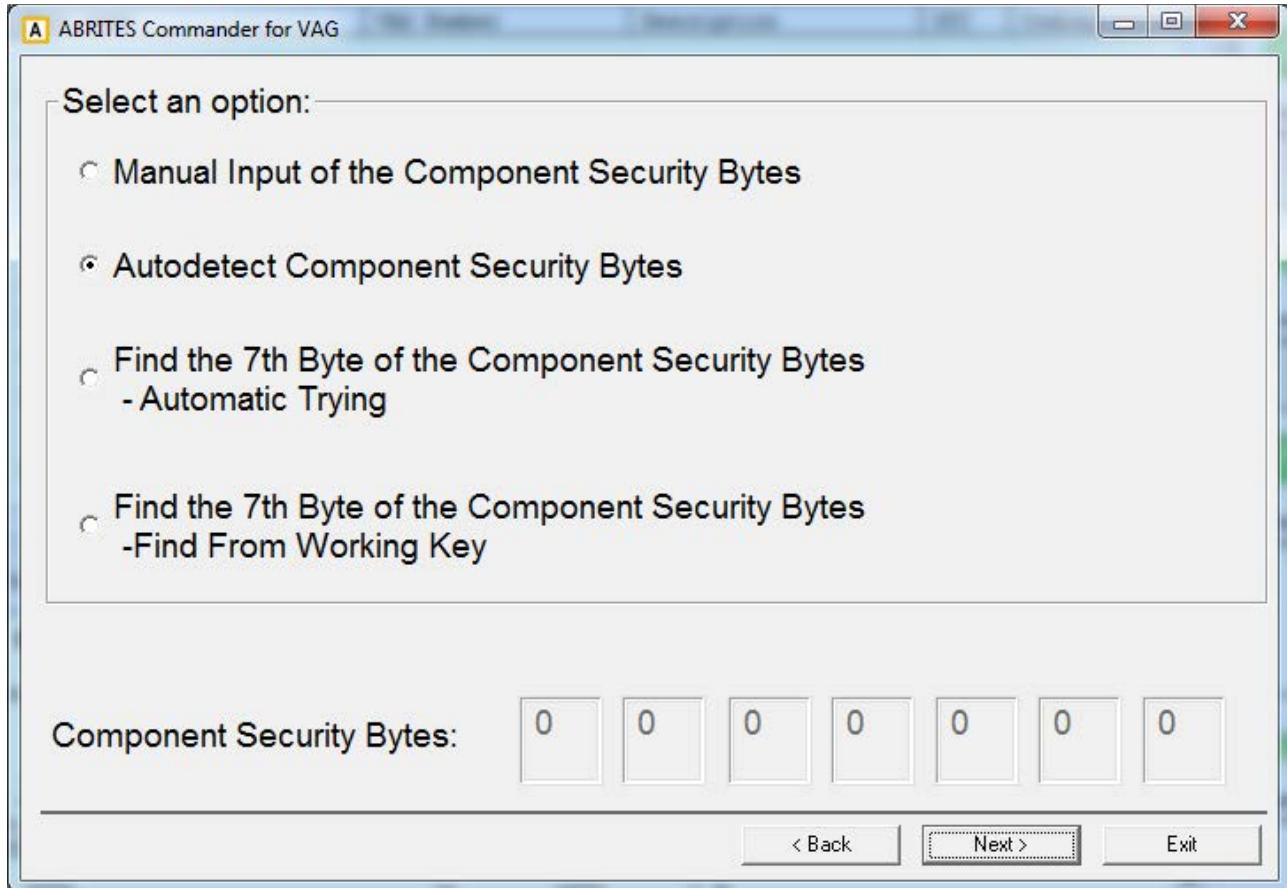 A ABRITES Commander for VAG
Select an option:
Manual Input of the Component Security Bytes
Autodetect Component Security Bytes
Find the 7th Byte of the Component Security Bytes
- Automatic Trying
Find the 7th Byte of the Component Security Bytes
-Find From Working Key
Component Security Bytes: 0 0 0 0 0 0 0
< Back Next > Exit